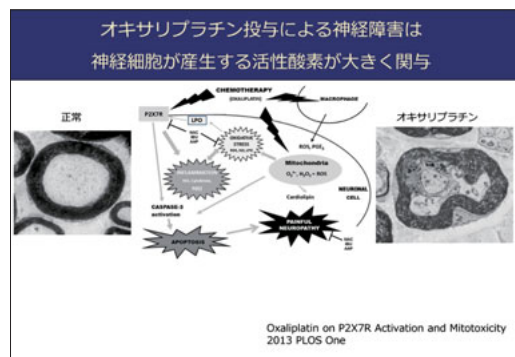 オキサリプラチン投与による神経障害は
神経細胞が産生する活性酸素が大きく関与
正常
オキサリプラチン
CHEMOTHERAPY
(OXALIPLATIN)
MACROPHAGE
P2X7R
LPO
OXIDATIVE
STRESS
ROS, PGE₂
Mitochondria
INFLAMMATION
NEURONAL
CELL
Cardiolipin
CASPASE-3
activation
APOPTOSIS
PAINFUL
NEUROPATHY
Oxaliplatin on P2X7R Activation and Mitotoxicity
2013 PLOS One